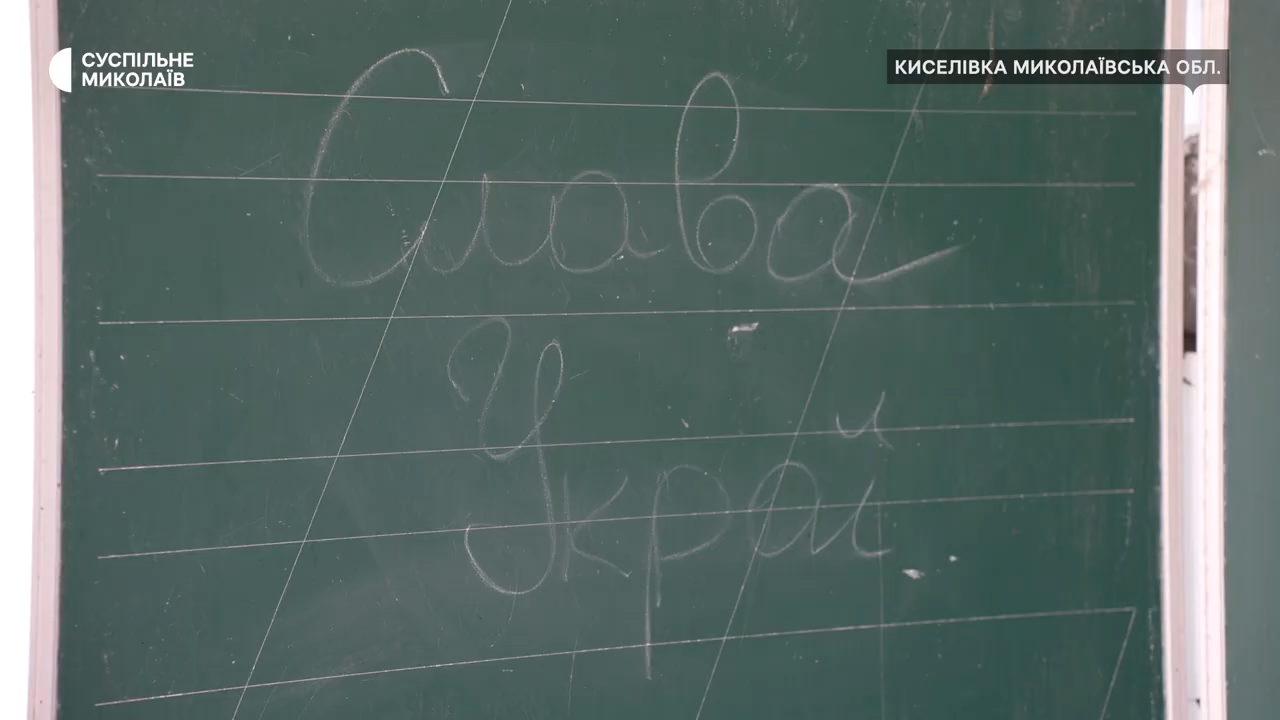 СУСПІЛЬНЕ
МИКОЛАЇВ
КИСЕЛІВКА МИКОЛАЇВСЬКА ОБЛ.
Слава
Украї